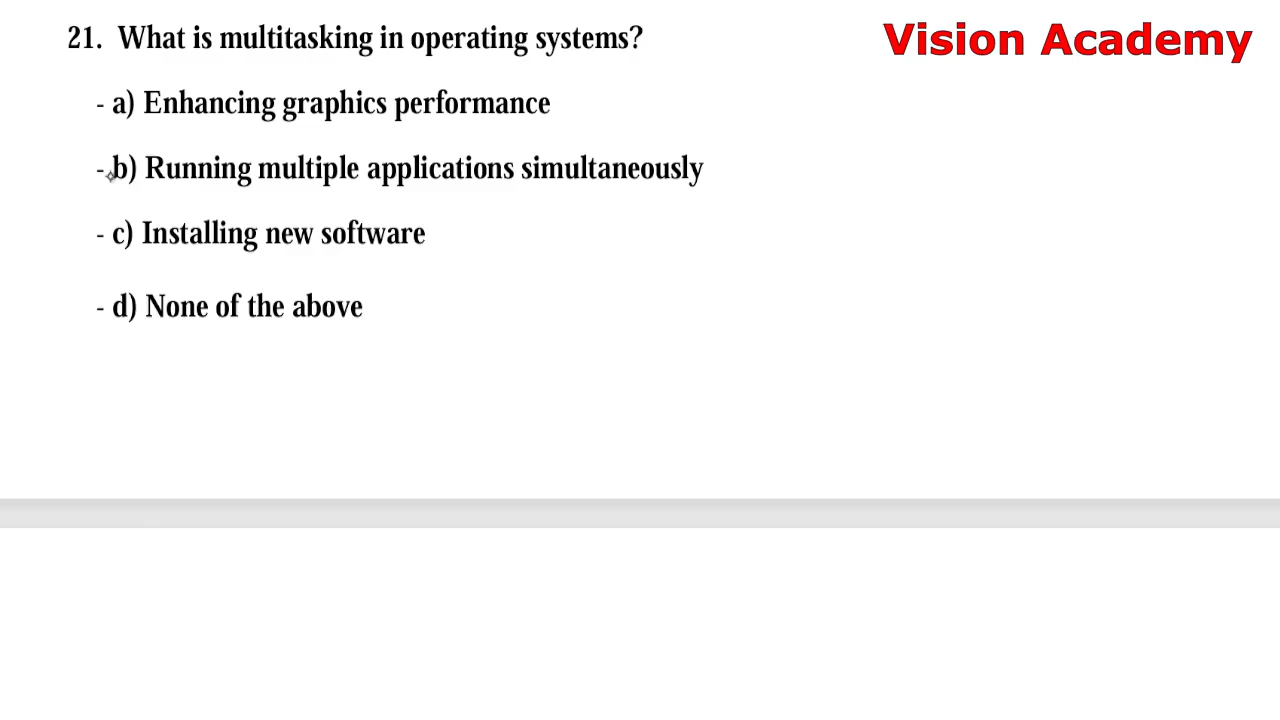 21. What is multitasking in operating systems?
Vision Academy
- a) Enhancing graphics performance
- b) Running multiple applications simultaneously
- c) Installing new software
- d) None of the above